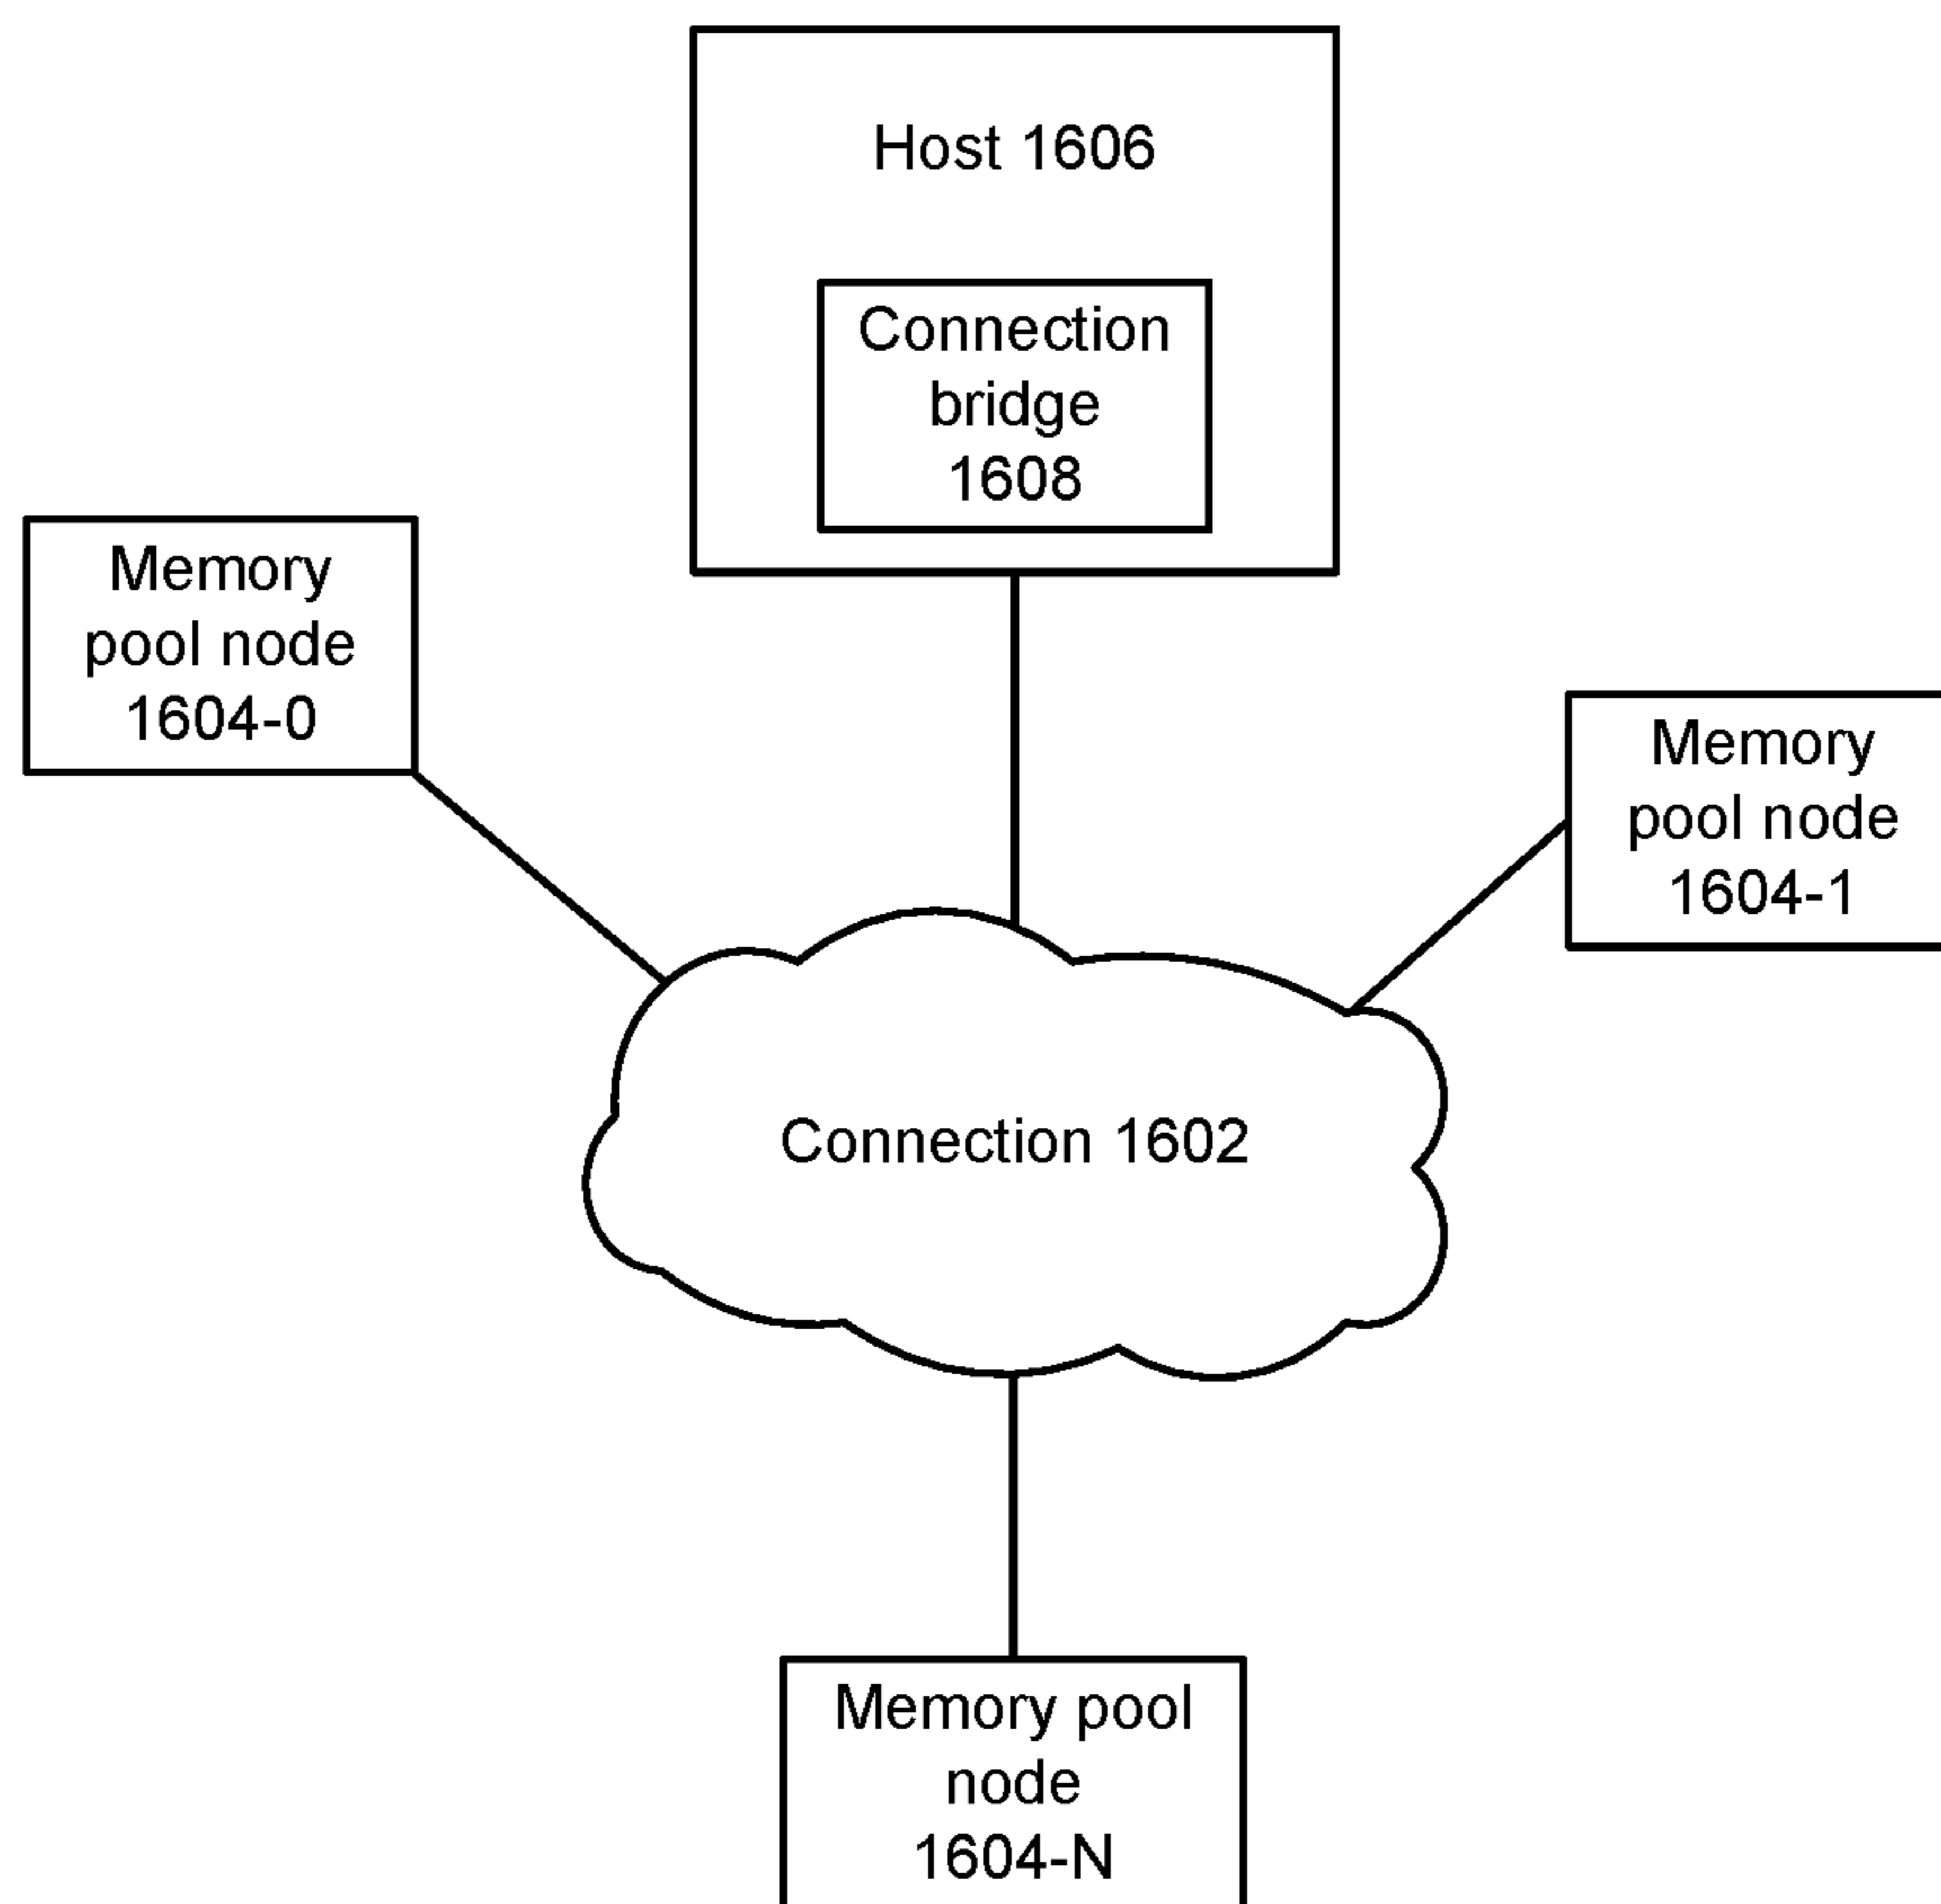 Host 1606
Connection
bridge
1608
Memory
pool node
1604-0
Memory
pool node
1604-1
Connection 1602
Memory pool
node
1604-N